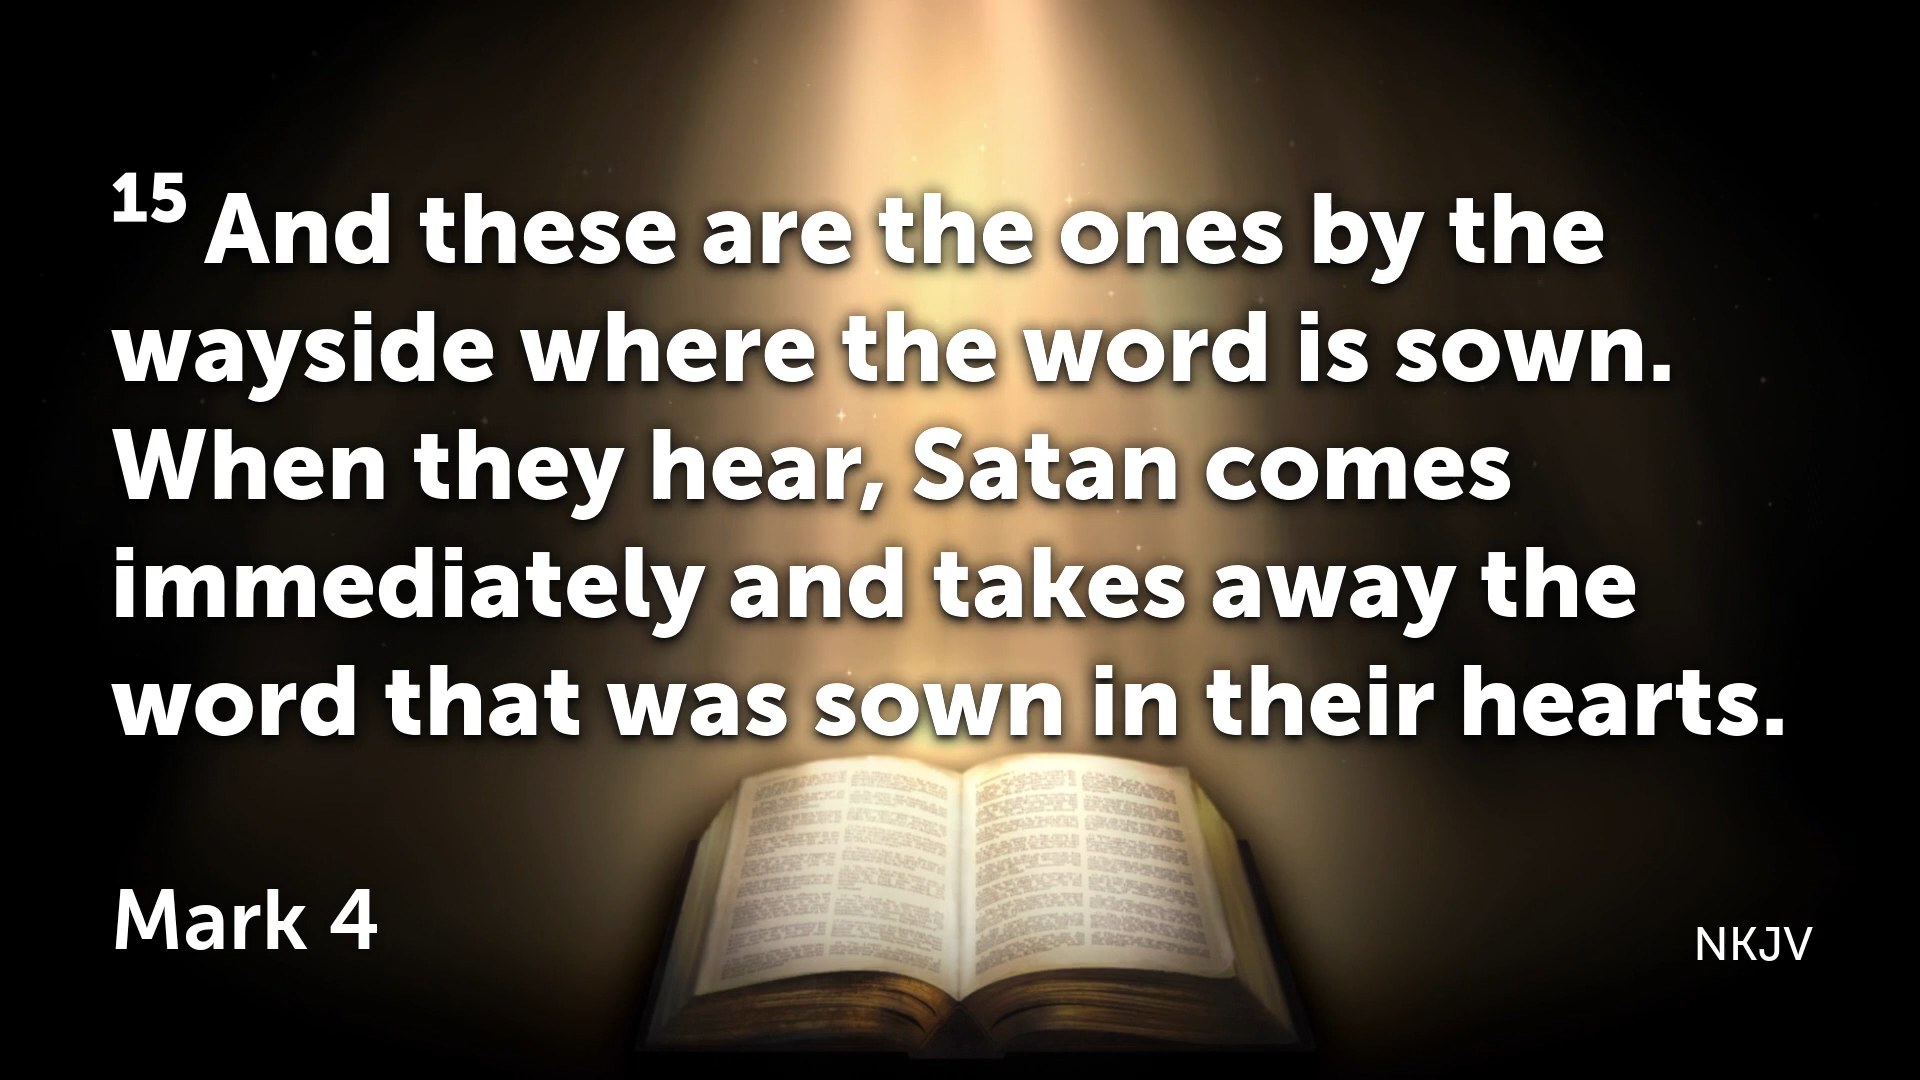 15 And these are the ones by the
wayside where the word is sown.
When they hear, Satan comes
immediately and takes away the
word that was sown in their hearts.
Mark 4
NKJV